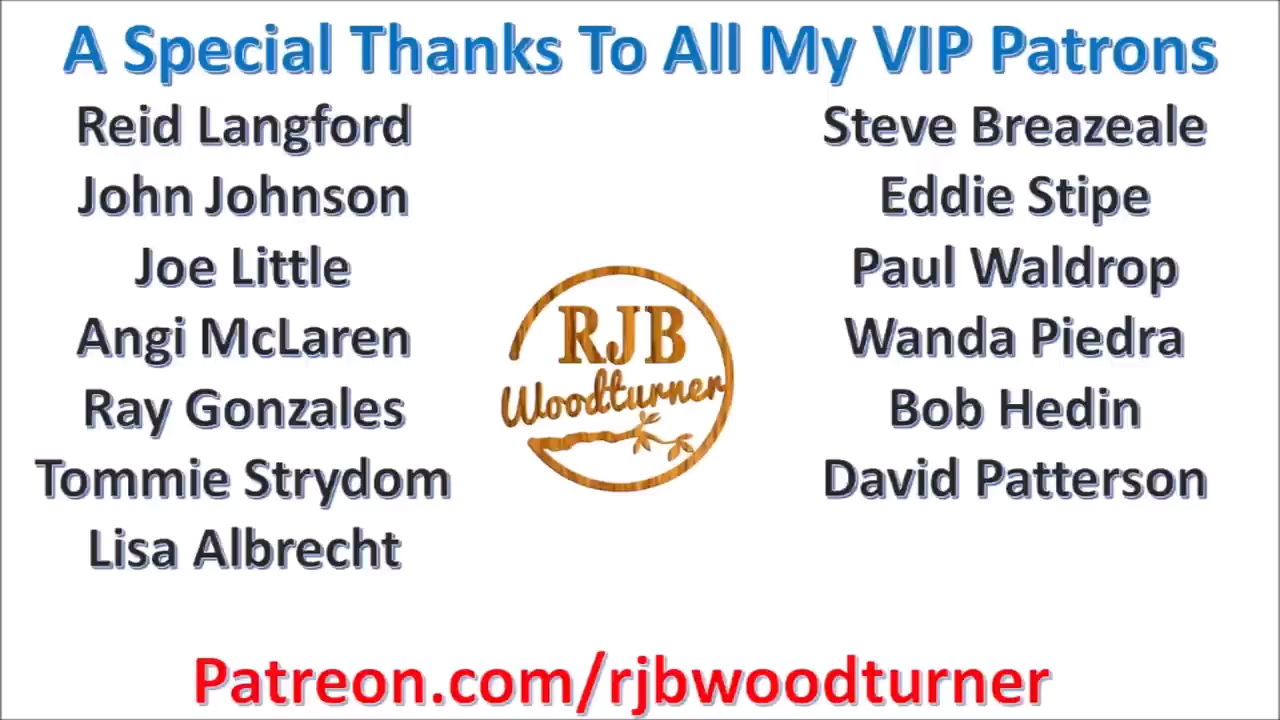 A Special Thanks To All My VIP Patrons
Reid Langford
John Johnson
Joe Little
Angi McLaren
Ray Gonzales
Tommie Strydom
Lisa Albrecht
RJB
Woodturner
Steve Breazeale
Eddie Stipe
Paul Waldrop
Wanda Piedra
Bob Hedin
David Patterson
Patreon.com/rjbwoodturner